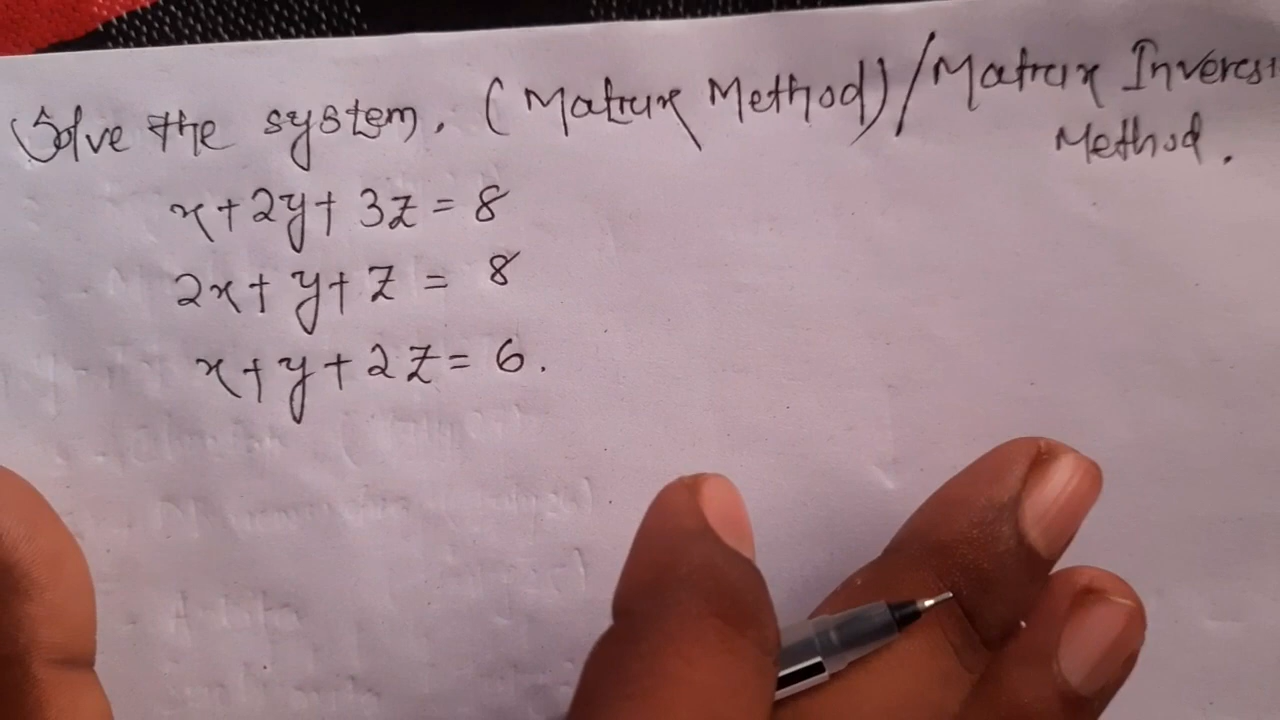 Solve the system. (Matrix Method) / Matrix Inverse
Method.
x + 2y + 3z = 8
2x + y + z = 8
x + y + 2z = 6.